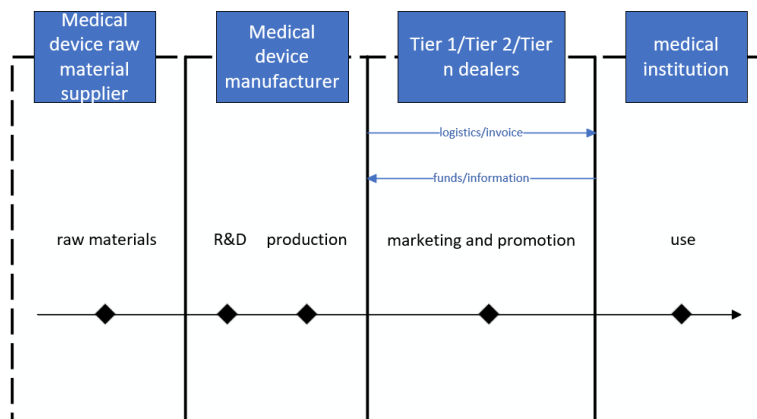 Medical
device raw
material
supplier
Medical
device
manufacturer
Tier 1/Tier 2/Tier
n dealers
medical
institution
logistics/invoice
funds/information
raw materials
R&D
production
marketing and promotion
use